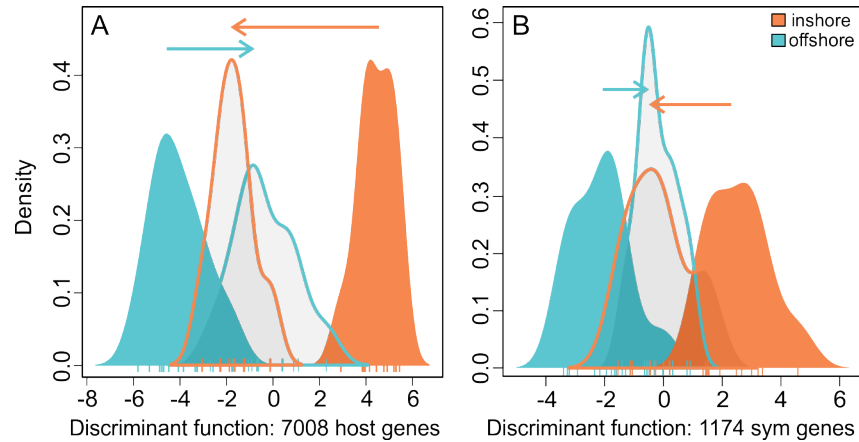 A
B
inshore
offshore
Density
0.0
0.1
0.2
0.3
0.4
-8 -6 -4 -2 0 2 4 6
Discriminant function: 7008 host genes
0.0
0.1
0.2
0.3
0.4
0.5
0.6
-4 -2 0 2 4 6
Discriminant function: 1174 sym genes